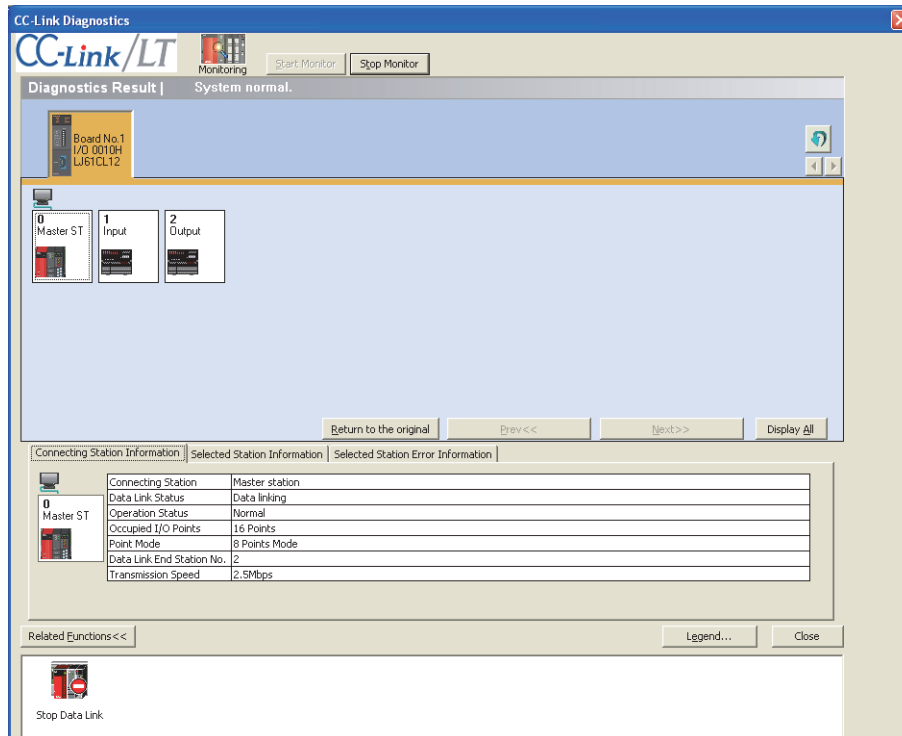 CC-Link Diagnostics
CC-Link/LT
Monitoring
Start Monitor
Stop Monitor
Diagnostics Result |
System normal.
Board No.1
I/O 0010H
LJ61CL12
0
Master ST
1
Input
2
Output
Return to the original
Prev<<
Next>>
Display All
Connecting Station Information
Selected Station Information
Selected Station Error Information
0
Master ST
Connecting Station Master station
Data Link Status Data linking
Operation Status Normal
Occupied I/O Points 16 Points
Point Mode 8 Points Mode
Data Link End Station No. 2
Transmission Speed 2.5Mbps
Related Functions<<
Legend...
Close
Stop Data Link